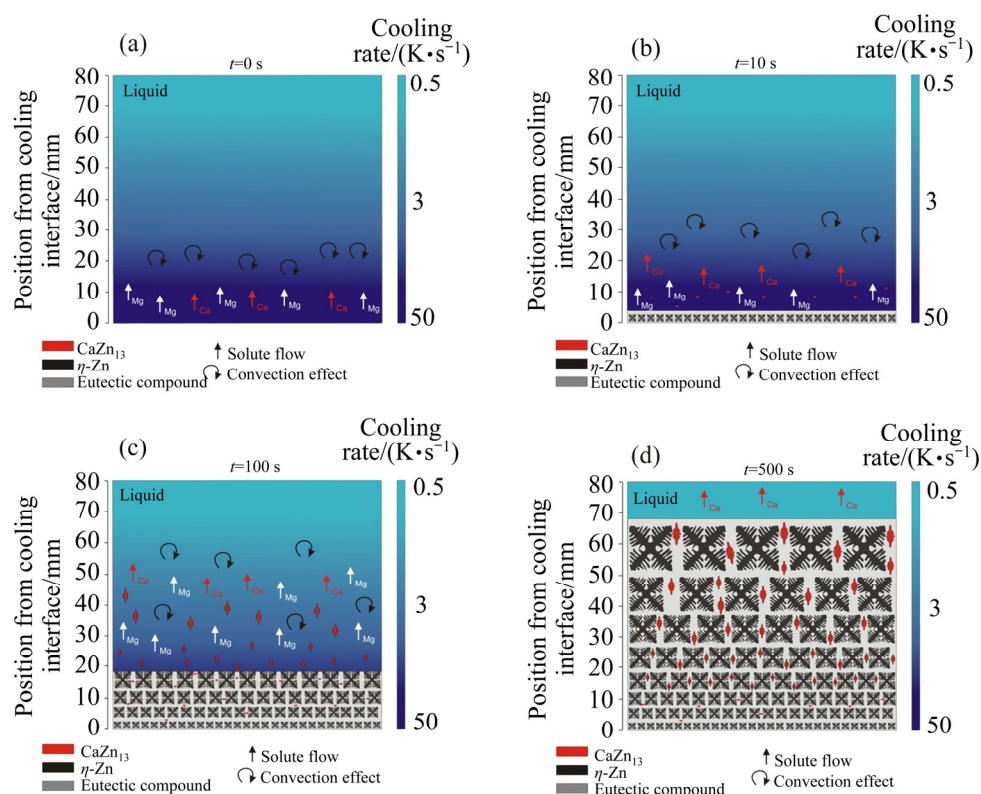 (a)
Cooling
rate/(K•s⁻¹)
t=0 s
Position from cooling
interface/mm
80
70
60
50
40
30
20
10
0
Liquid
Mg
Mg
Ca
Mg
Ca
Mg
Ca
Mg
0.5
3
50
CaZn₁₃
η-Zn
Eutectic compound
Solute flow
Convection effect
(b)
Cooling
rate/(K•s⁻¹)
t=10 s
Position from cooling
interface/mm
80
70
60
50
40
30
20
10
0
Liquid
Ca
Ca
Ca
Ca
Mg
Mg
Mg
Mg
Mg
0.5
3
50
CaZn₁₃
η-Zn
Eutectic compound
Solute flow
Convection effect
(c)
Cooling
rate/(K•s⁻¹)
t=100 s
Position from cooling
interface/mm
80
70
60
50
40
30
20
10
0
Liquid
Ca
Mg
Ca
Ca
Mg
Ca
Mg
Mg
Mg
Mg
Mg
Mg
0.5
3
50
CaZn₁₃
η-Zn
Eutectic compound
Solute flow
Convection effect
(d)
Cooling
rate/(K•s⁻¹)
t=500 s
Position from cooling
interface/mm
80
70
60
50
40
30
20
10
0
Liquid
Ca
Ca
Ca
0.5
3
50
CaZn₁₃
η-Zn
Eutectic compound
Solute flow
Convection effect